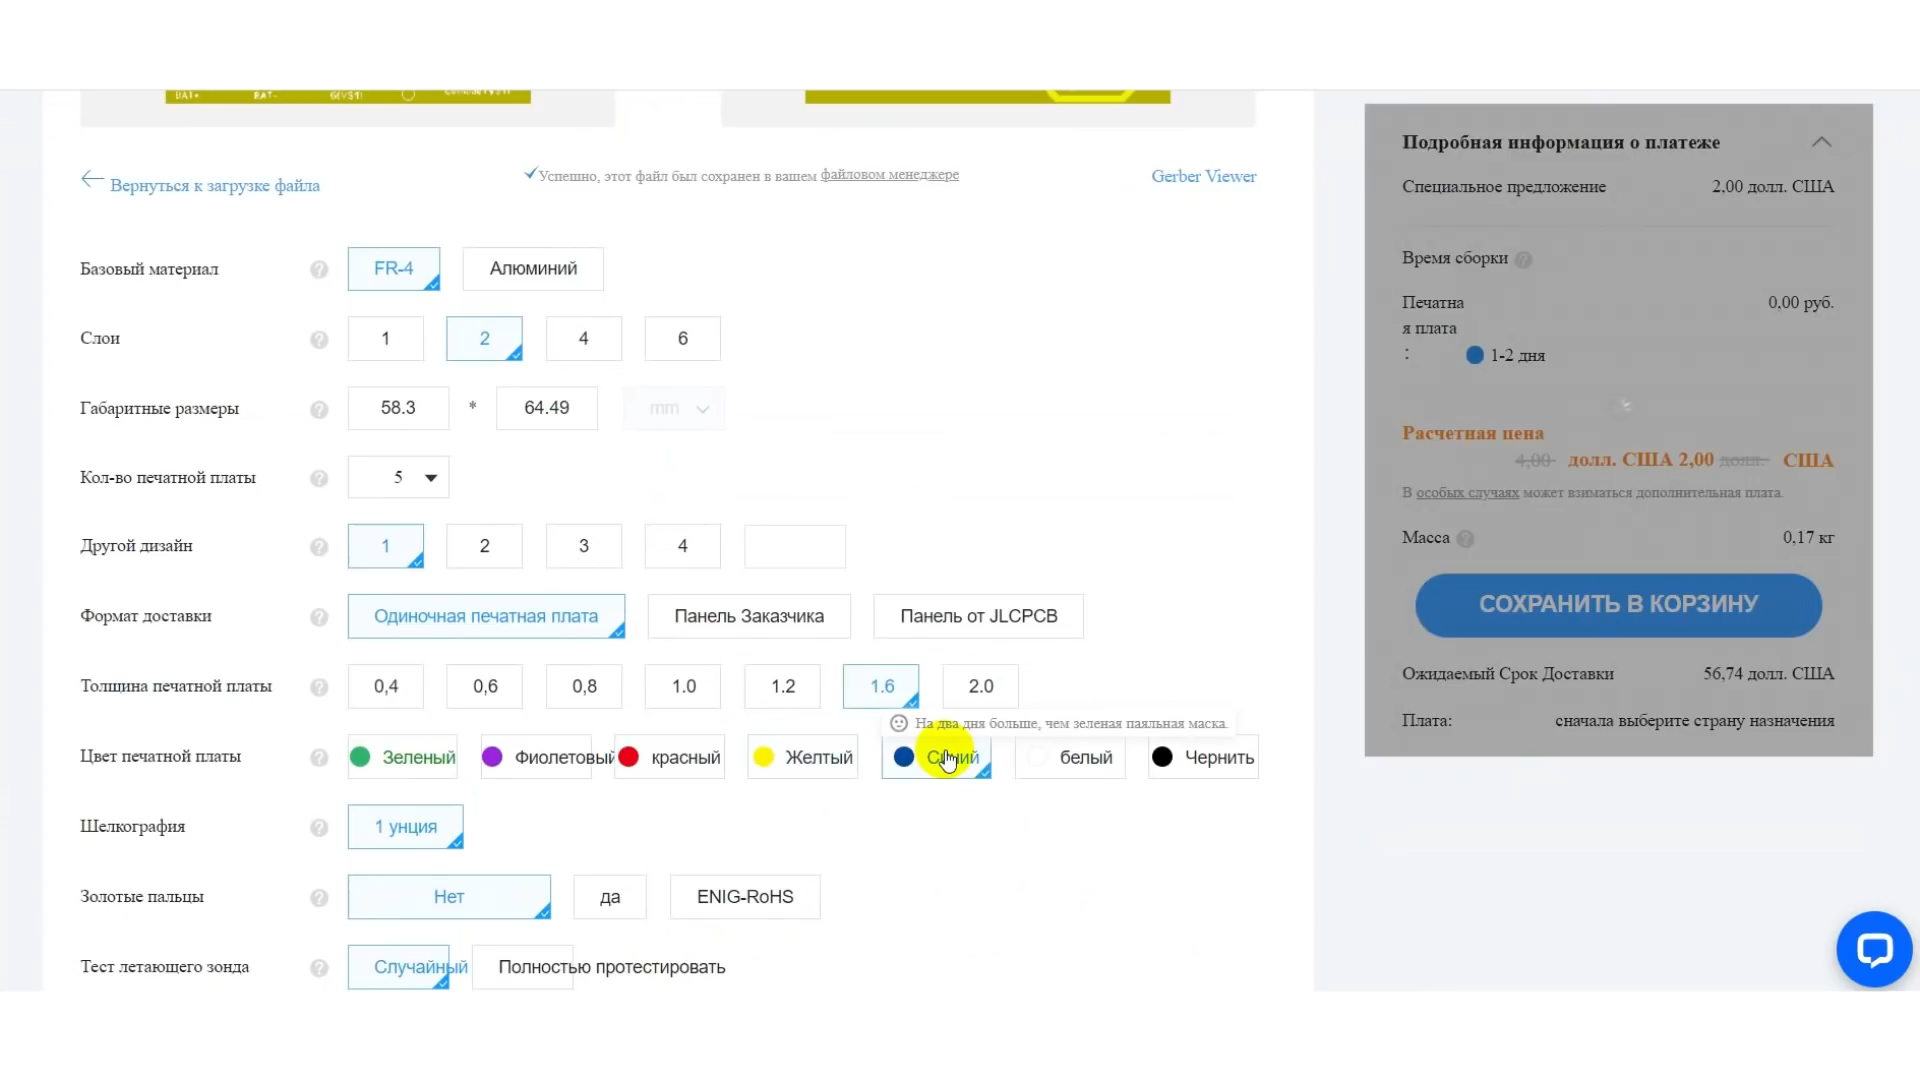 DAT+ BAT- G(VSTI
Вернуться к загрузке файла
Успешно, этот файл был сохранен в вашем файловом менеджере
Gerber Viewer
Базовый материал FR-4 Алюминий
Слои 1 2 4 6
Габаритные размеры 58.3 * 64.49 mm
Кол-во печатной платы 5
Другой дизайн 1 2 3 4
Формат доставки Одиночная печатная плата Панель Заказчика Панель от JLCPCB
Толщина печатной платы 0,4 0,6 0,8 1.0 1.2 1.6 2.0
На два дня больше, чем зеленая паяльная маска.
Цвет печатной платы Зеленый Фиолетовый красный Желтый Синий белый Чернить
Шелкография 1 унция
Золотые пальцы Нет да ENIG-RoHS
Тест летающего зонда Случайный Полностью протестировать
Подробная информация о платеже
Специальное предложение 2,00 долл. США
Время сборки
Печатна 0,00 руб.
я плата
: 1-2 дня
Расчетная цена
4,00 долл. США 2,00 долл. США
В особых случаях может взиматься дополнительная плата.
Масса 0,17 кг
СОХРАНИТЬ В КОРЗИНУ
Ожидаемый Срок Доставки 56,74 долл. США
Плата: сначала выберите страну назначения